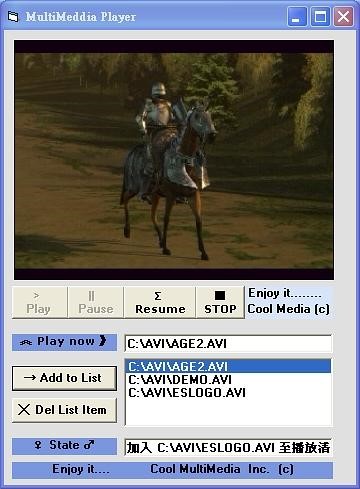 MultiMeddia Player
> Play
|| Pause
Σ Resume
■ STOP
Enjoy it........
Cool Media (c)
Play now 》
C:\AVI\AGE2.AVI
→ Add to List
╳ Del List Item
C:\AVI\AGE2.AVI
C:\AVI\DEMO.AVI
C:\AVI\ESLOGO.AVI
♀ State ♂
加入 C:\AVI\ESLOGO.AVI 至播放
Enjoy it.... Cool MultiMedia Inc. (c)